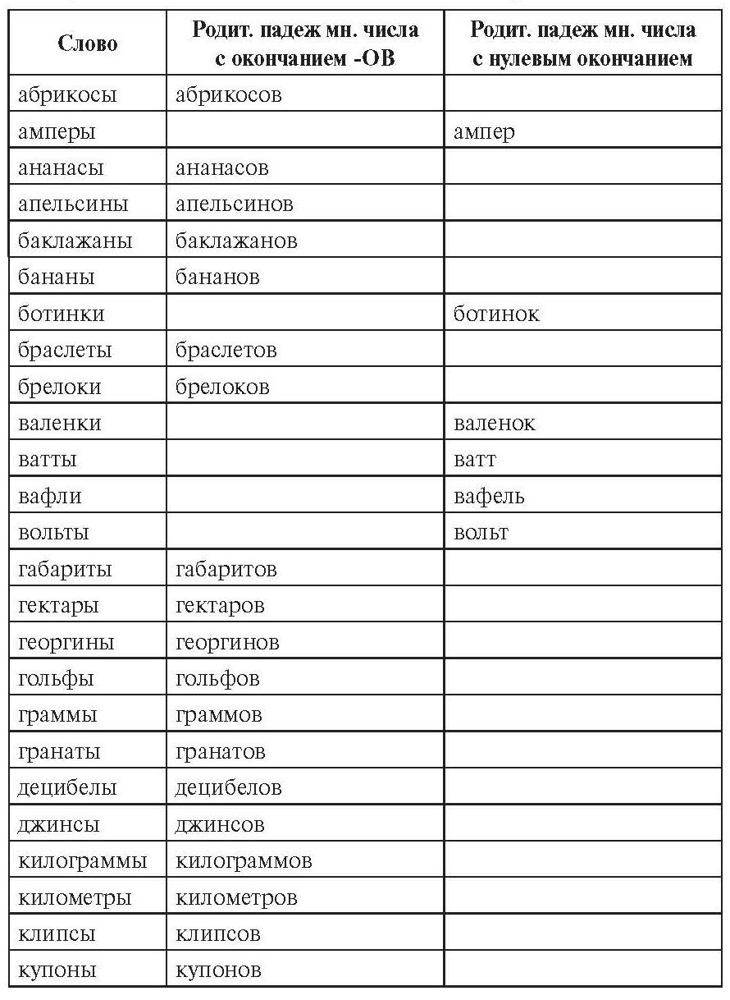 Слово Родит. падеж мн. числа с окончанием -ОВ Родит. падеж мн. числа с нулевым окончанием
абрикосы абрикосов
амперы ампер
ананасы ананасов
апельсины апельсинов
баклажаны баклажанов
бананы бананов
ботинки ботинок
браслеты браслетов
брелоки брелоков
валенки валенок
ватты ватт
вафли вафель
вольты вольт
габариты габаритов
гектары гектаров
георгины георгинов
гольфы гольфов
граммы граммов
гранаты гранатов
децибелы децибелов
джинсы джинсов
килограммы килограммов
километры километров
клипсы клипсов
купоны купонов